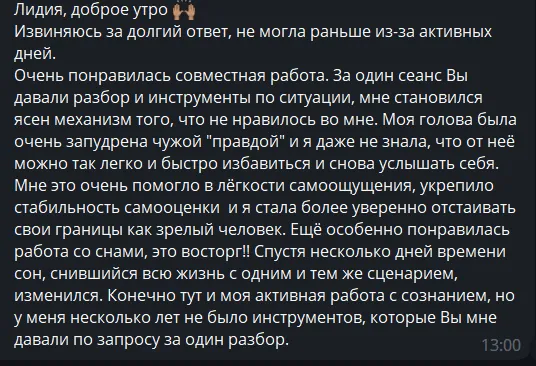 Лидия, доброе утро 🙌🏽
Извиняюсь за долгий ответ, не могла раньше из-за активных
дней.
Очень понравилась совместная работа. За один сеанс Вы
давали разбор и инструменты по ситуации, мне становился
ясен механизм того, что не нравилось во мне. Моя голова была
очень запудрена чужой "правдой" и я даже не знала, что от неё
можно так легко и быстро избавиться и снова услышать себя.
Мне это очень помогло в лёгкости самоощущения, укрепило
стабильность самооценки  и я стала более уверенно отстаивать
свои границы как зрелый человек. Ещё особенно понравилась
работа со снами, это восторг!! Спустя несколько дней времени
сон, снившийся всю жизнь с одним и тем же сценарием,
изменился. Конечно тут и моя активная работа с сознанием, но
у меня несколько лет не было инструментов, которые Вы мне
давали по запросу за один разбор.
13:00